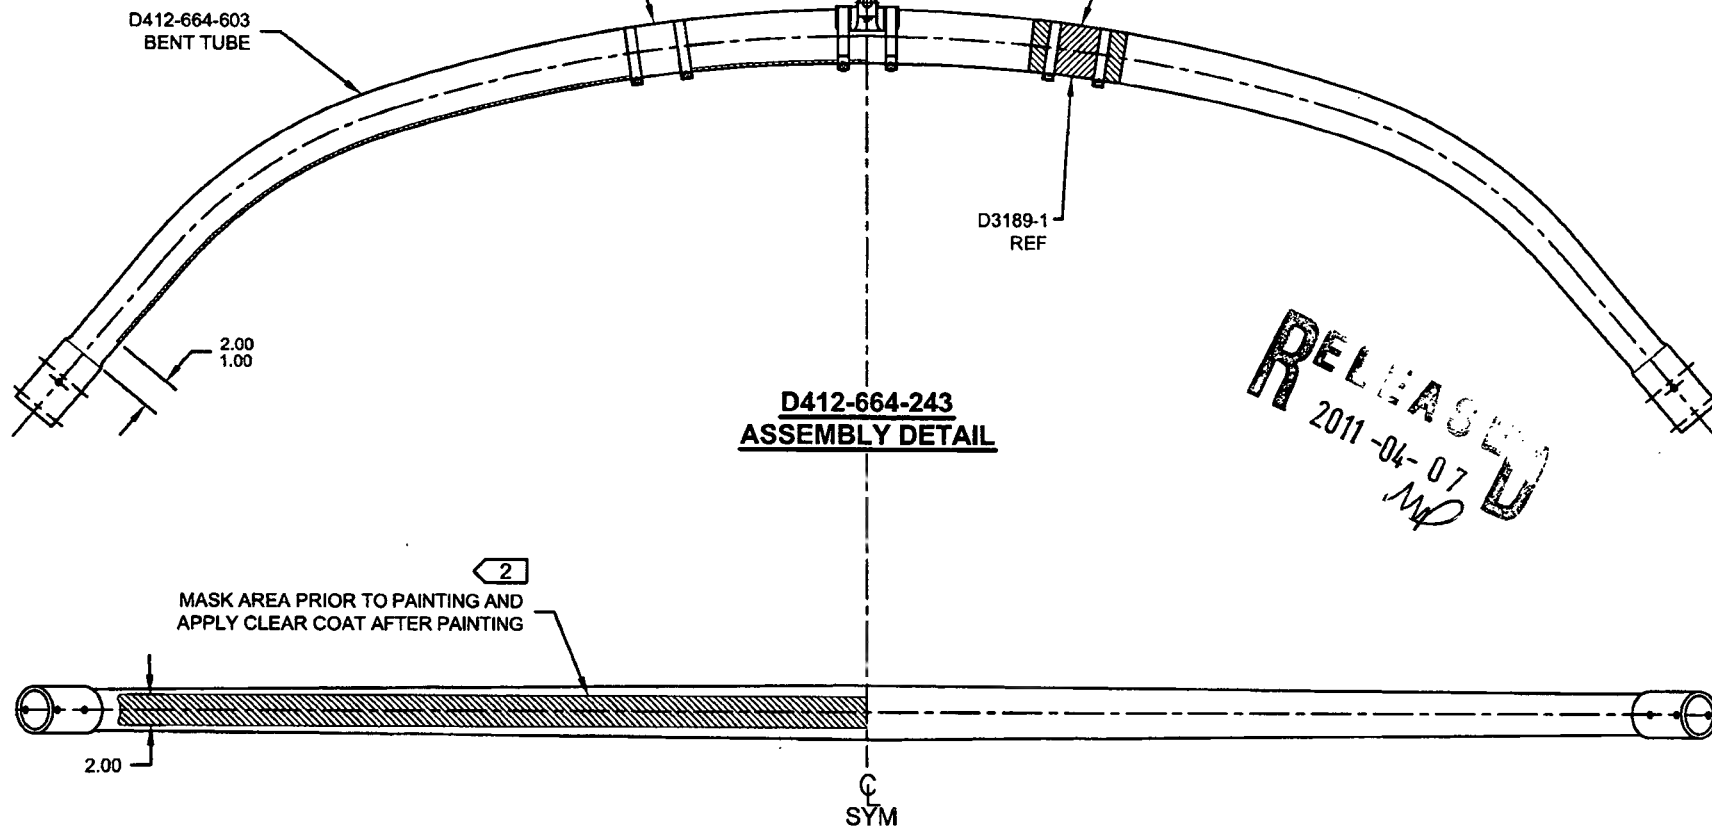 D412-664-603
BENT TUBE
D3189-1
REF
2.00
1.00
D412-664-243
ASSEMBLY DETAIL
RELEASED
2011-04-07
2
MASK AREA PRIOR TO PAINTING AND
APPLY CLEAR COAT AFTER PAINTING
2.00
SYM